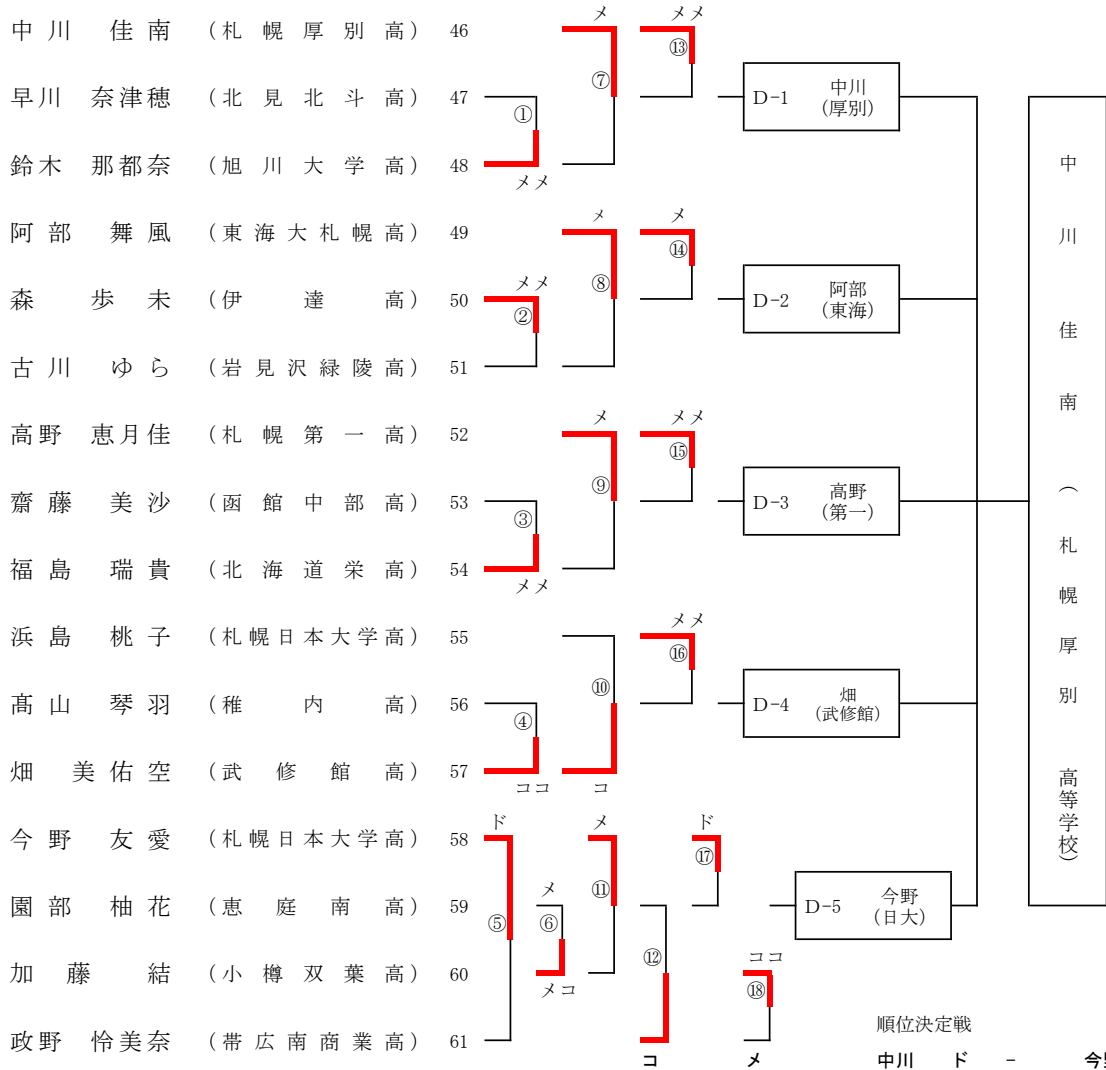 メ メメ
中川 佳南 (札幌厚別高) 46 ⑬
⑦ D-1 中川 (厚別)
早川 奈津穂 (北見北斗高) 47
①
鈴木 那都奈 (旭川大学高) 48
メメ
メ メ
阿部 舞風 (東海大札幌高) 49 ⑭
メメ ⑧ D-2 阿部 (東海)
森 歩未 (伊達高) 50
②
古川 ゆら (岩見沢緑陵高) 51
メ メメ
高野 恵月佳 (札幌第一高) 52 ⑮
⑨ D-3 高野 (第一)
齋藤 美沙 (函館中部高) 53
③
福島 瑞貴 (北海道栄高) 54
メメ
メメ
浜島 桃子 (札幌日本大学高) 55 ⑯
⑩ D-4 畑 (武修館)
髙山 琴羽 (稚内高) 56
④
畑 美佑空 (武修館高) 57
ココ コ
ド メ ド
今野 友愛 (札幌日本大学高) 58 ⑰
メ ⑪ D-5 今野 (日大)
園部 柚花 (恵庭南高) 59
⑤ ⑥ ⑫ ココ
加藤 結 (小樽双葉高) 60 ⑱
メコ
政野 怜美奈 (帯広南商業高) 61
コ メ
中川佳南(札幌厚別高等学校)
順位決定戦
中川 ド -